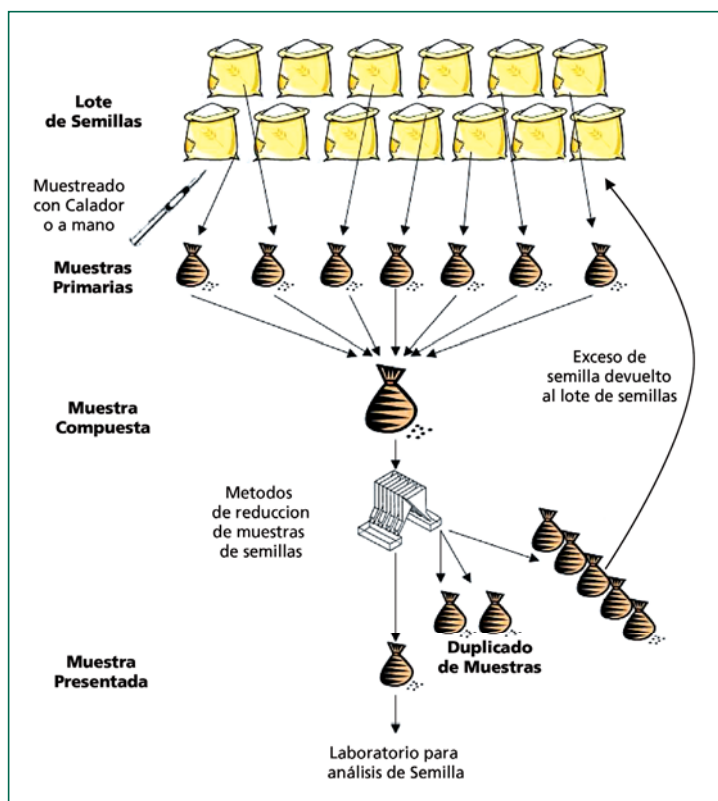 Lote
de Semillas
Muestreado
con Calador
o a mano
Muestras
Primarias
Exceso de
semilla devuelto
al lote de semillas
Muestra
Compuesta
Metodos
de reduccion
de muestras
de semillas
Duplicado
de Muestras
Muestra
Presentada
Laboratorio para
análisis de Semilla